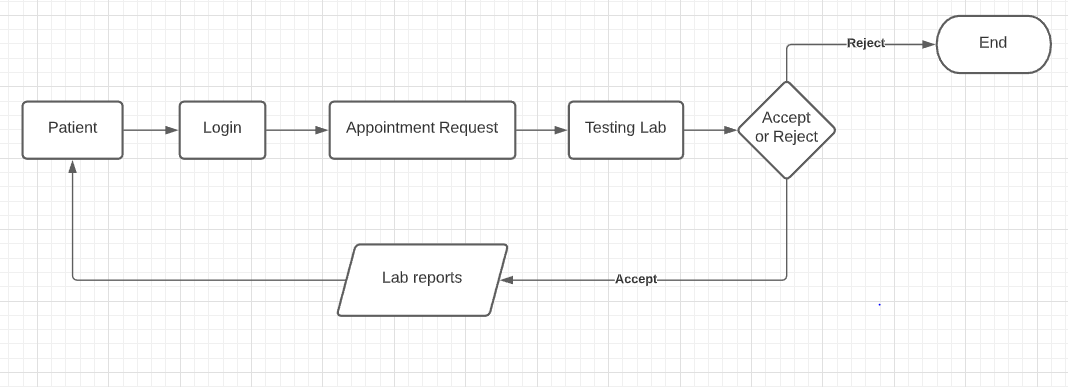 Reject
End
Patient
Login
Appointment Request
Testing Lab
Accept
or Reject
Lab reports
Accept